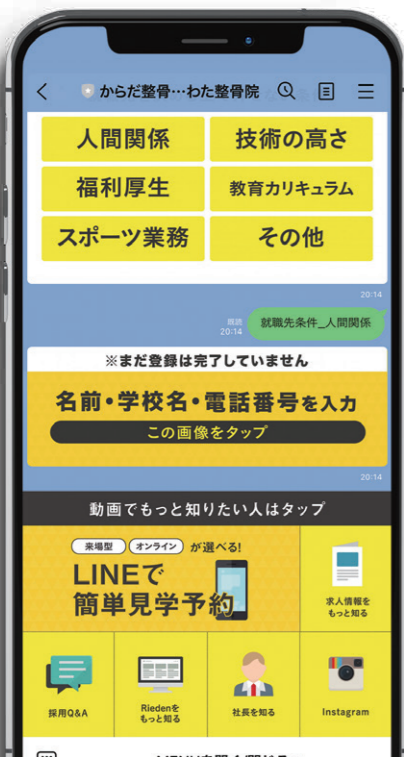 からだ整骨…わた整骨院
人間関係
技術の高さ
福利厚生
教育カリキュラム
スポーツ業務
その他
20:14
既読
20:14
就職先条件_人間関係
※まだ登録は完了していません
名前・学校名・電話番号を入力
この画像をタップ
20:14
動画でもっと知りたい人はタップ
来場型 オンライン が選べる!
LINEで
簡単見学予約
求人情報を
もっと知る
採用Q&A
Riedenを
もっと知る
社長を知る
Instagram